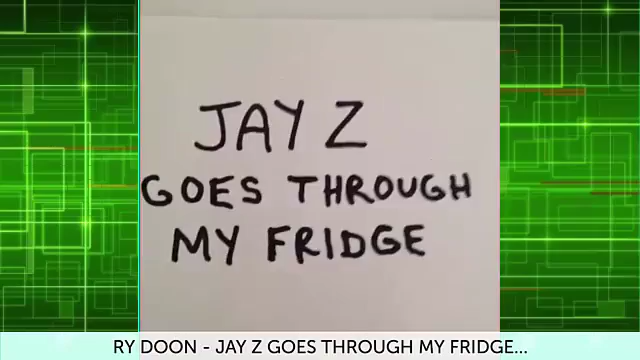 JAY Z
GOES THROUGH
MY FRIDGE
RY DOON - JAY Z GOES THROUGH MY FRIDGE...